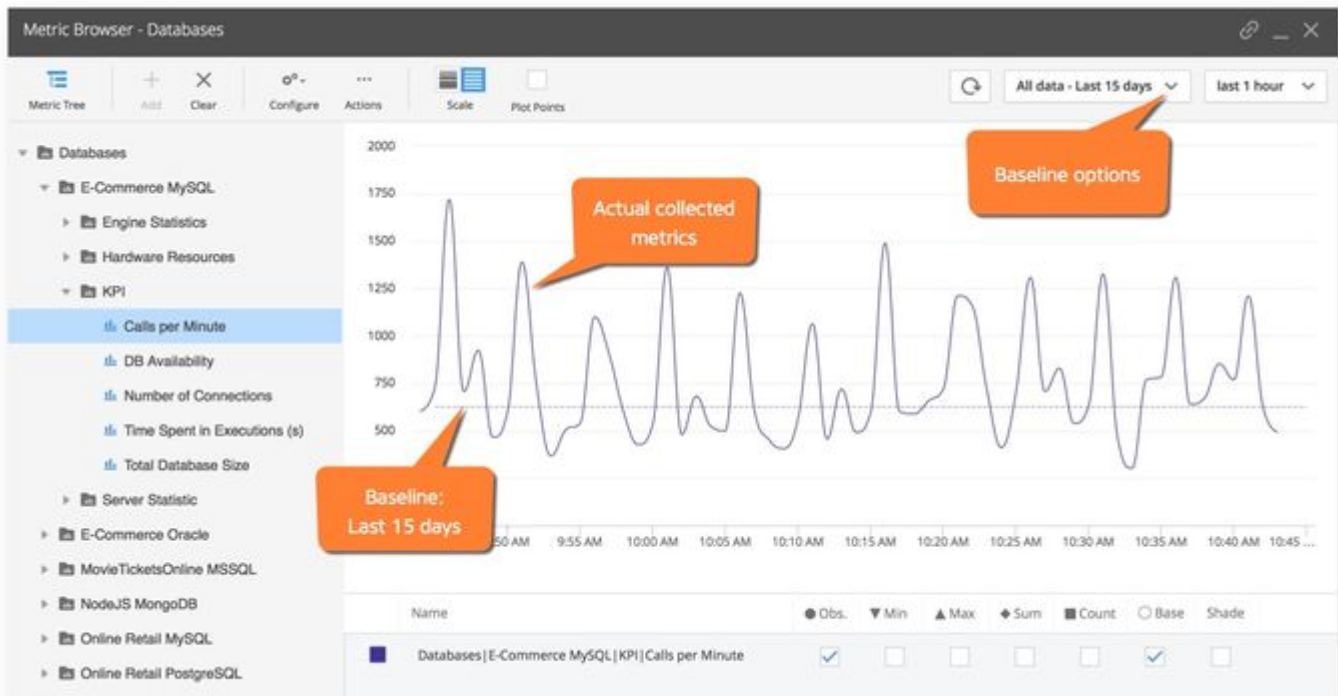 Metric Browser - Databases
Metric Tree
Add
Clear
Configure
Actions
Scale
Plot Points
All data - Last 15 days
last 1 hour
Baseline options
Databases
E-Commerce MySQL
Engine Statistics
Hardware Resources
KPI
Calls per Minute
DB Availability
Number of Connections
Time Spent in Executions (s)
Total Database Size
Server Statistic
E-Commerce Oracle
MovieTicketsOnline MSSQL
NodeJS MongoDB
Online Retail MySQL
Online Retail PostgreSQL
2000
1750
1500
1250
1000
750
500
Actual collected
metrics
Baseline:
Last 15 days
:50 AM 9:55 AM 10:00 AM 10:05 AM 10:10 AM 10:15 AM 10:20 AM 10:25 AM 10:30 AM 10:35 AM 10:40 AM 10:45 ...
Name Obs. Min Max Sum Count Base Shade
Databases|E-Commerce MySQL|KPI|Calls per Minute